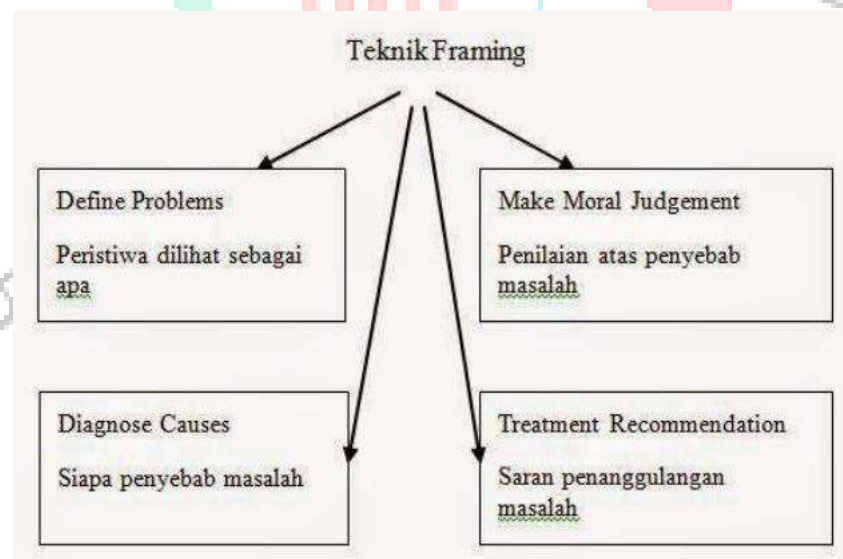 Teknik Framing
Define Problems
Peristiwa dilihat sebagai
apa
Make Moral Judgement
Penilaian atas penyebab
masalah
Diagnose Causes
Siapa penyebab masalah
Treatment Recommendation
Saran penanggulangan
masalah